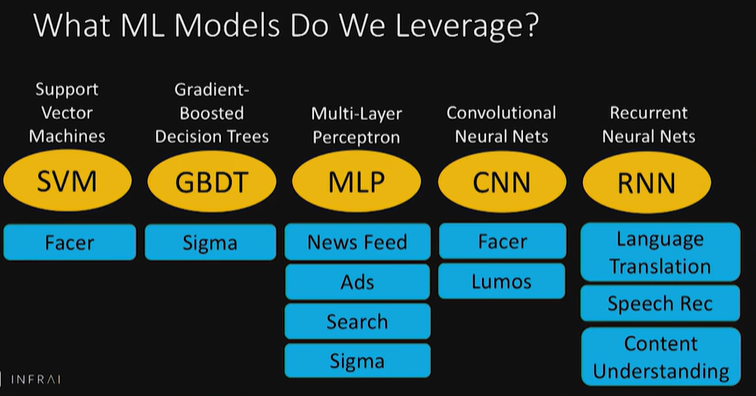 What ML Models Do We Leverage?
Support
Vector
Machines
SVM
Facer
Gradient-
Boosted
Decision Trees
GBDT
Sigma
Multi-Layer
Perceptron
MLP
News Feed
Ads
Search
Sigma
Convolutional
Neural Nets
CNN
Facer
Lumos
Recurrent
Neural Nets
RNN
Language
Translation
Speech Rec
Content
Understanding
INFRΛI